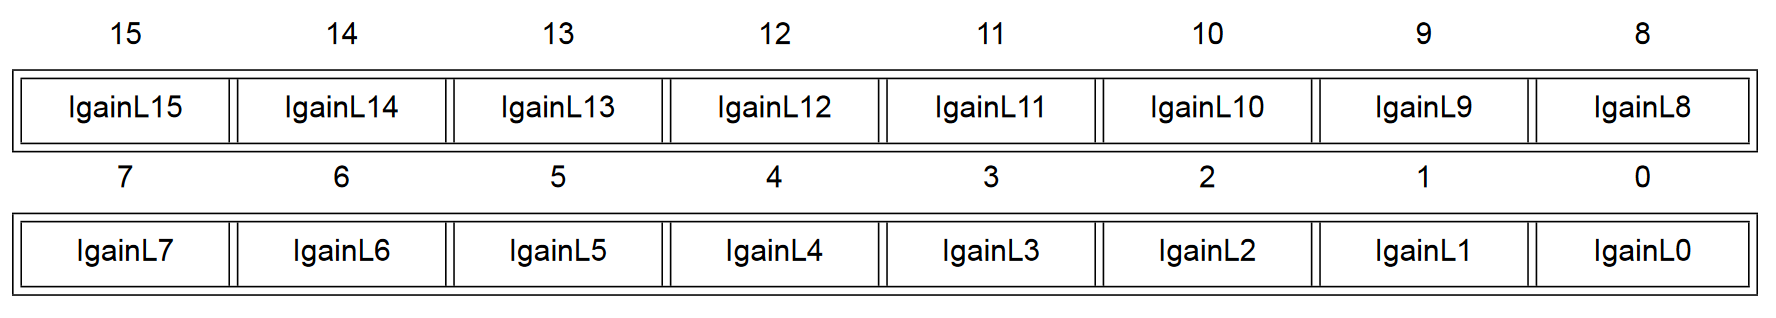 15 14 13 12 11 10 9 8
IgainL15 IgainL14 IgainL13 IgainL12 IgainL11 IgainL10 IgainL9 IgainL8
7 6 5 4 3 2 1 0
IgainL7 IgainL6 IgainL5 IgainL4 IgainL3 IgainL2 IgainL1 IgainL0